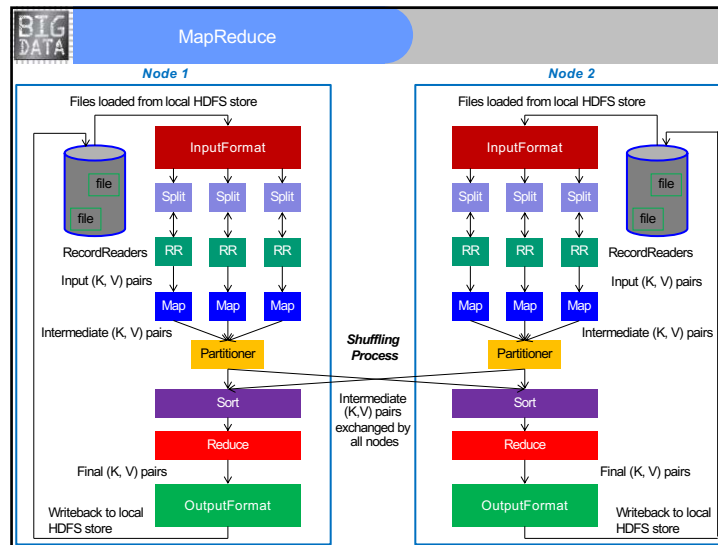 BIG
DATA
MapReduce
Node 1
Files loaded from local HDFS store
InputFormat
file
file
Split
Split
Split
RecordReaders
RR
RR
RR
Input (K, V) pairs
Map
Map
Map
Intermediate (K, V) pairs
Partitioner
Sort
Reduce
Final (K, V) pairs
OutputFormat
Writeback to local
HDFS store
Shuffling
Process
Intermediate
(K,V) pairs
exchanged by
all nodes
Node 2
Files loaded from local HDFS store
InputFormat
file
file
Split
Split
Split
RR
RR
RR
RecordReaders
Input (K, V) pairs
Map
Map
Map
Intermediate (K, V) pairs
Partitioner
Sort
Reduce
Final (K, V) pairs
OutputFormat
Writeback to local
HDFS store